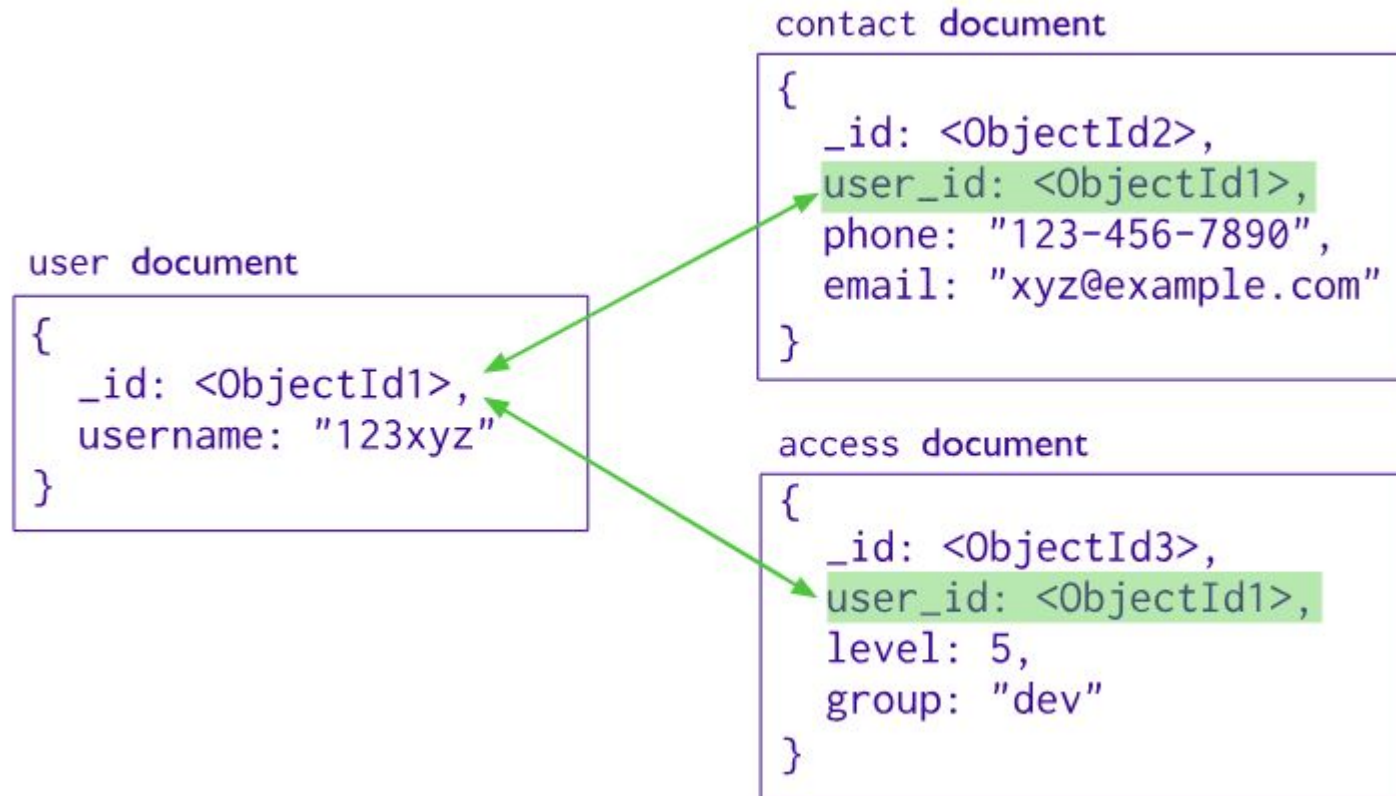 contact document
{
_id: <ObjectId2>,
user_id: <ObjectId1>,
phone: "123-456-7890",
email: "xyz@example.com"
}
user document
{
_id: <ObjectId1>,
username: "123xyz"
}
access document
{
_id: <ObjectId3>,
user_id: <ObjectId1>,
level: 5,
group: "dev"
}